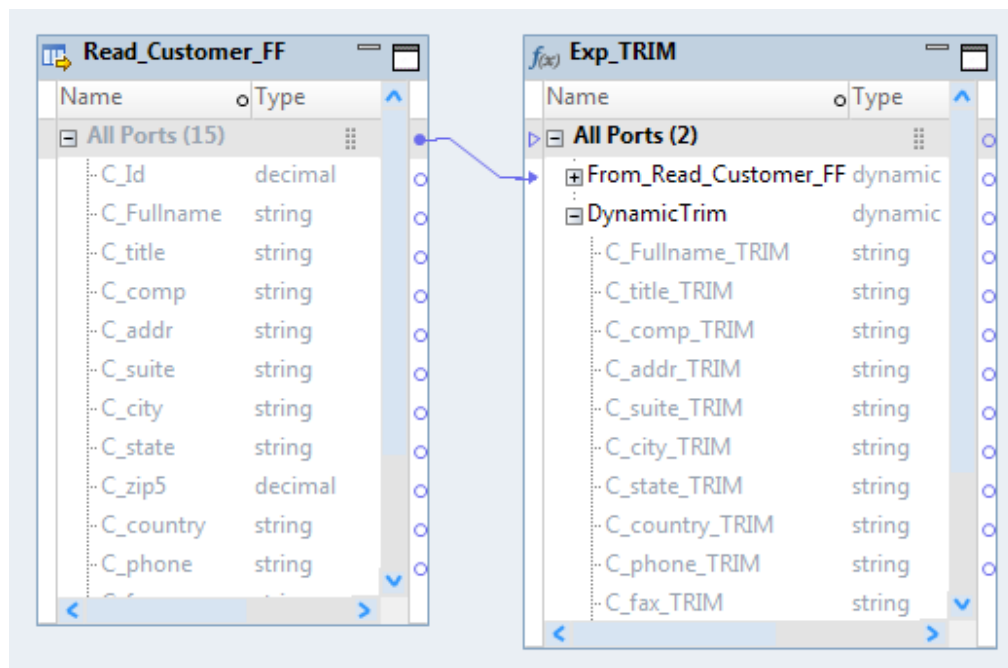 Read_Customer_FF
Name Type
All Ports (15)
C_Id decimal
C_Fullname string
C_title string
C_comp string
C_addr string
C_suite string
C_city string
C_state string
C_zip5 decimal
C_country string
C_phone string
f(x) Exp_TRIM
Name Type
All Ports (2)
From_Read_Customer_FF dynamic
DynamicTrim dynamic
C_Fullname_TRIM string
C_title_TRIM string
C_comp_TRIM string
C_addr_TRIM string
C_suite_TRIM string
C_city_TRIM string
C_state_TRIM string
C_country_TRIM string
C_phone_TRIM string
C_fax_TRIM string